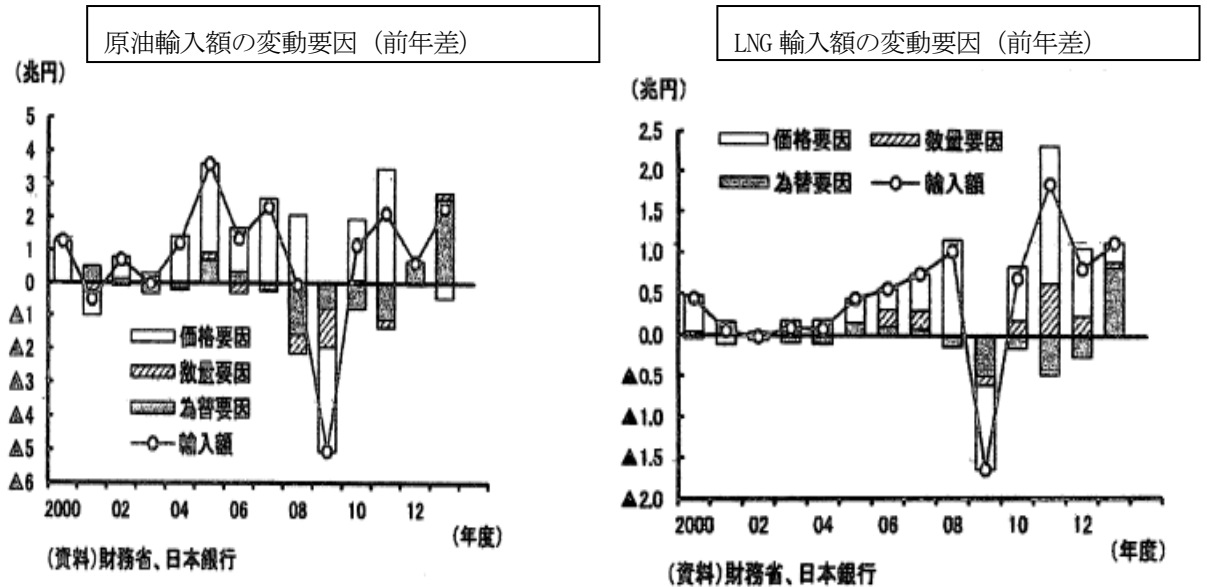 原油輸入額の変動要因（前年差）
(兆円)
5
4
3
2
1
0
△1
△2
△3
△4
△5
△6
価格要因
数量要因
為替要因
輸入額
2000 02 04 06 08 10 12
(年度)
(資料)財務省、日本銀行
LNG 輸入額の変動要因（前年差）
(兆円)
2.5
2.0
1.5
1.0
0.5
0.0
▲0.5
▲1.0
▲1.5
▲2.0
価格要因 数量要因
為替要因 輸入額
2000 02 04 06 08 10 12
(年度)
(資料)財務省、日本銀行